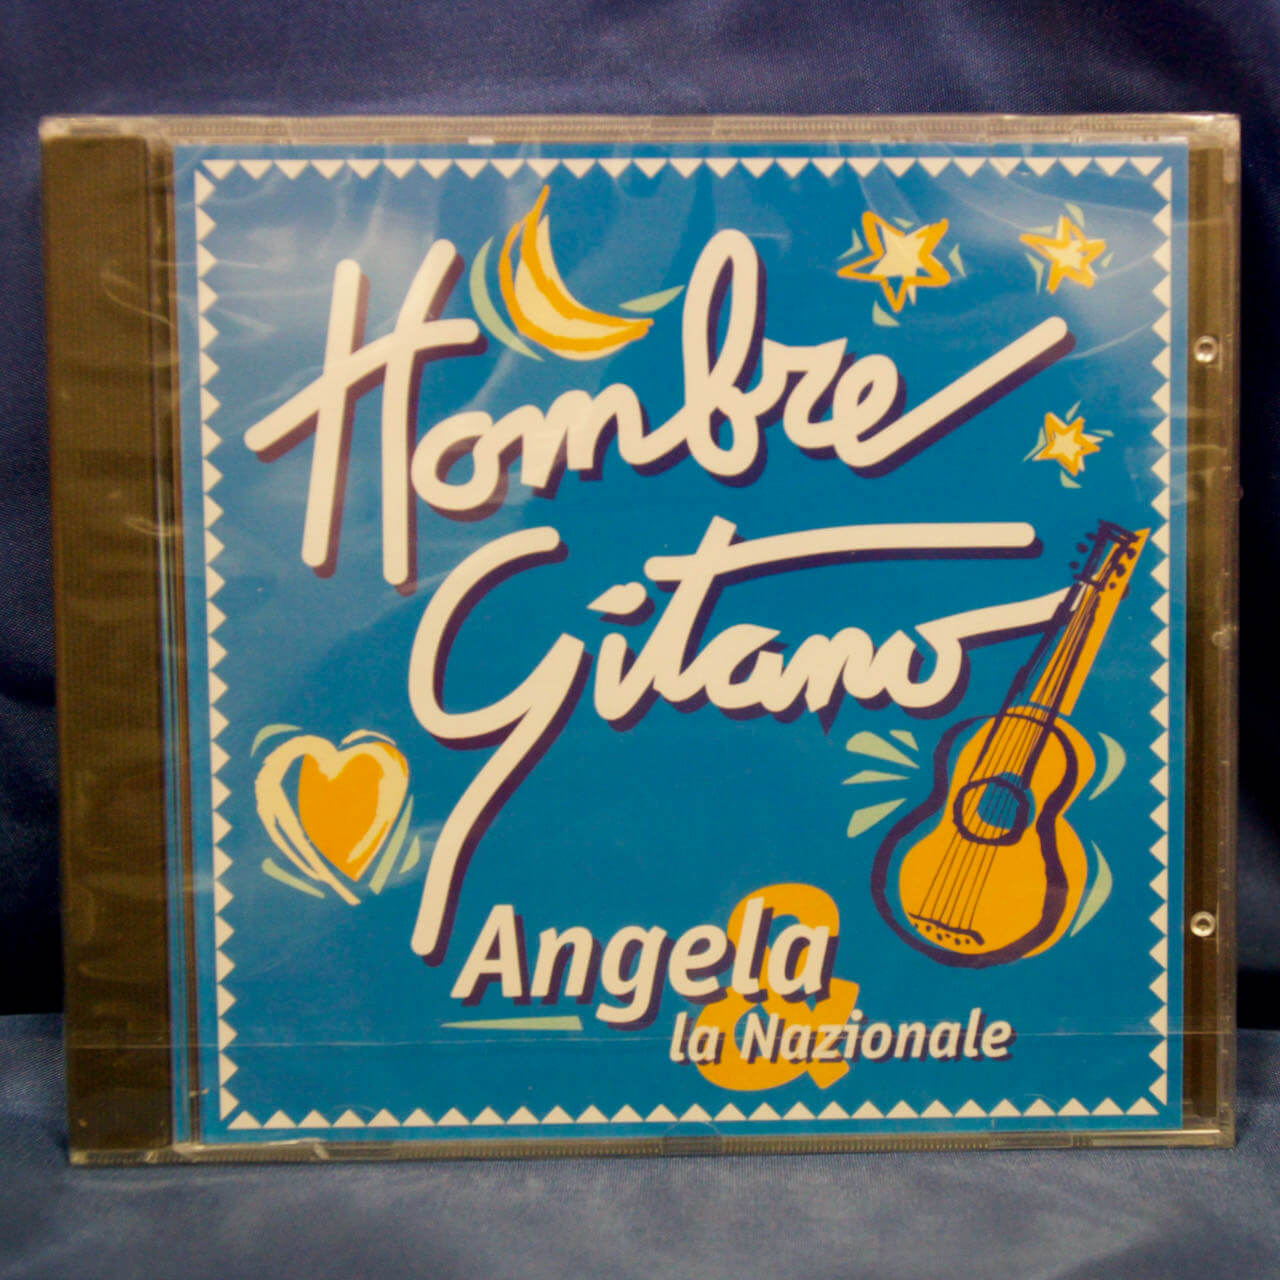 Hombre
Gitano
Angela
&
la Nazionale